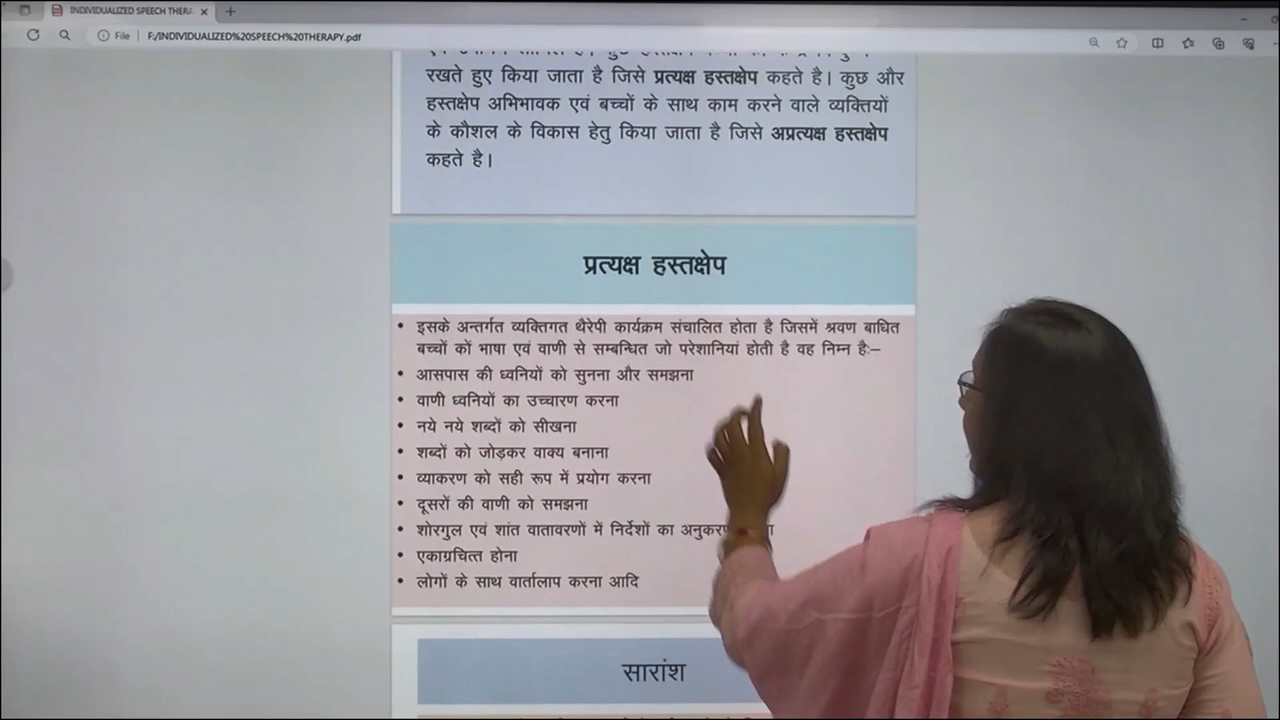 INDIVIDUALIZED SPEECH THERA
File
F:/INDIVIDUALIZED%20SPEECH%20THERAPY.pdf
रखते हुए किया जाता है जिसे प्रत्यक्ष हस्तक्षेप कहते है। कुछ और
हस्तक्षेप अभिभावक एवं बच्चों के साथ काम करने वाले व्यक्तियों
के कौशल के विकास हेतु किया जाता है जिसे अप्रत्यक्ष हस्तक्षेप
कहते है।
प्रत्यक्ष हस्तक्षेप
• इसके अन्तर्गत व्यक्तिगत थैरेपी कार्यक्रम संचालित होता है जिसमें श्रवण बाधित
बच्चों कों भाषा एवं वाणी से सम्बन्धित जो परेशानियां होती है वह निम्न हैः–
• आसपास की ध्वनियों को सुनना और समझना
• वाणी ध्वनियों का उच्चारण करना
• नये नये शब्दों को सीखना
• शब्दों को जोड़कर वाक्य बनाना
• व्याकरण को सही रूप में प्रयोग करना
• दूसरों की वाणी को समझना
• शोरगुल एवं शांत वातावरणों में निर्देशों का
• एकाग्रचित्त होना
• लोगों के साथ वार्तालाप करना आदि
सारांश